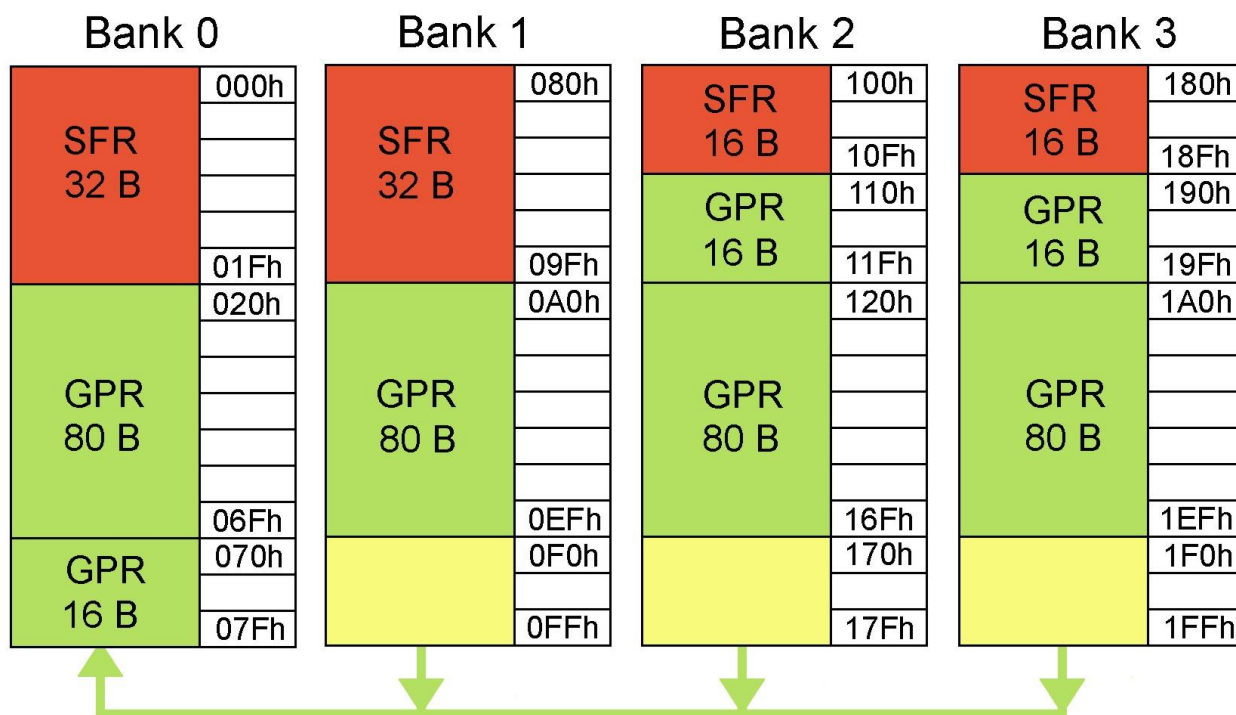 Bank 0
SFR
32 B
000h
01Fh
GPR
80 B
020h
06Fh
GPR
16 B
070h
07Fh
Bank 1
SFR
32 B
080h
09Fh
GPR
80 B
0A0h
0EFh
0F0h
0FFh
Bank 2
SFR
16 B
100h
10Fh
GPR
16 B
110h
11Fh
GPR
80 B
120h
16Fh
170h
17Fh
Bank 3
SFR
16 B
180h
18Fh
GPR
16 B
190h
19Fh
GPR
80 B
1A0h
1EFh
1F0h
1FFh